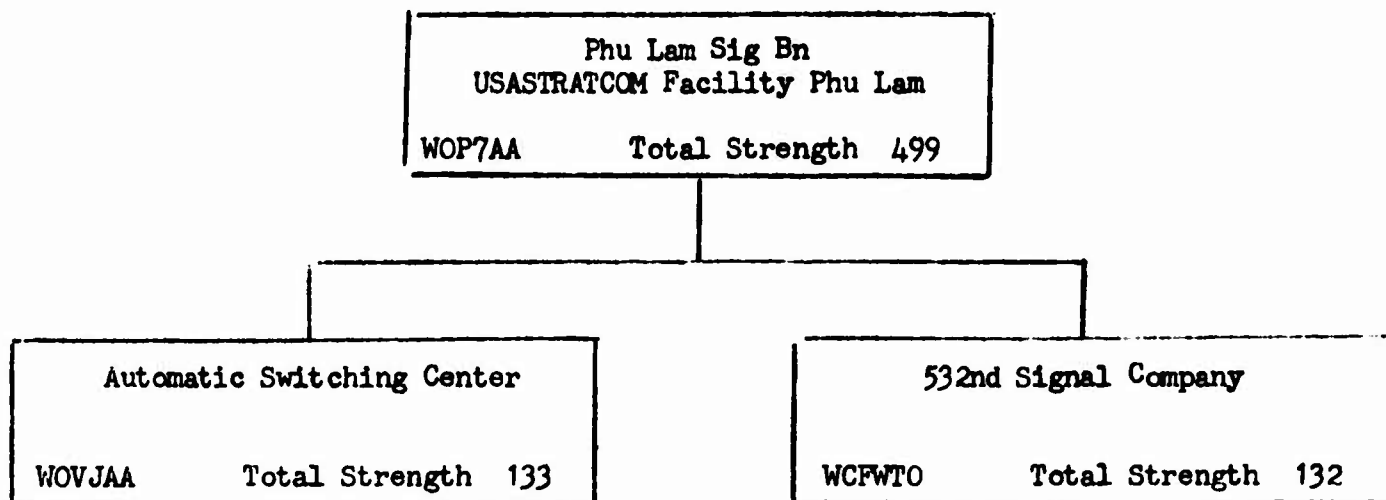 Phu Lam Sig Bn
USASTRATCOM Facility Phu Lam
WOP7AA Total Strength 499
Automatic Switching Center
WOVJAA Total Strength 133
532nd Signal Company
WCFWTO Total Strength 132